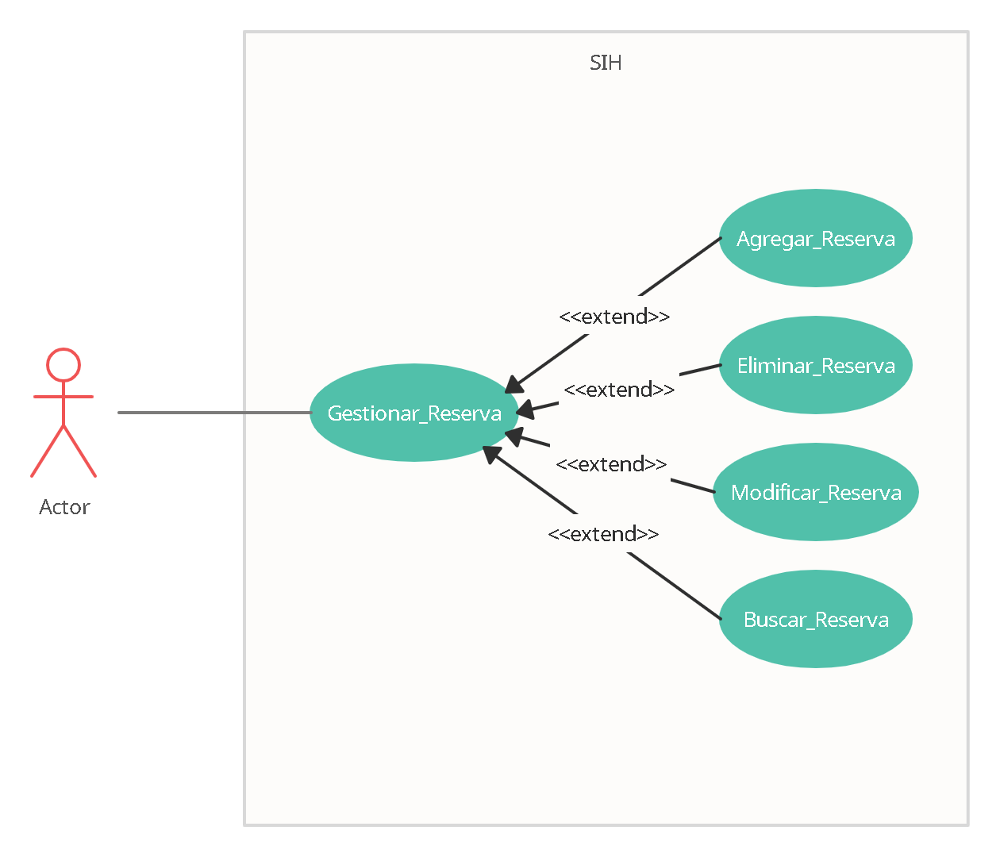 SIH
Agregar_Reserva
<<extend>>
Eliminar_Reserva
<<extend>>
Gestionar_Reserva
<<extend>>
Modificar_Reserva
Actor
<<extend>>
Buscar_Reserva